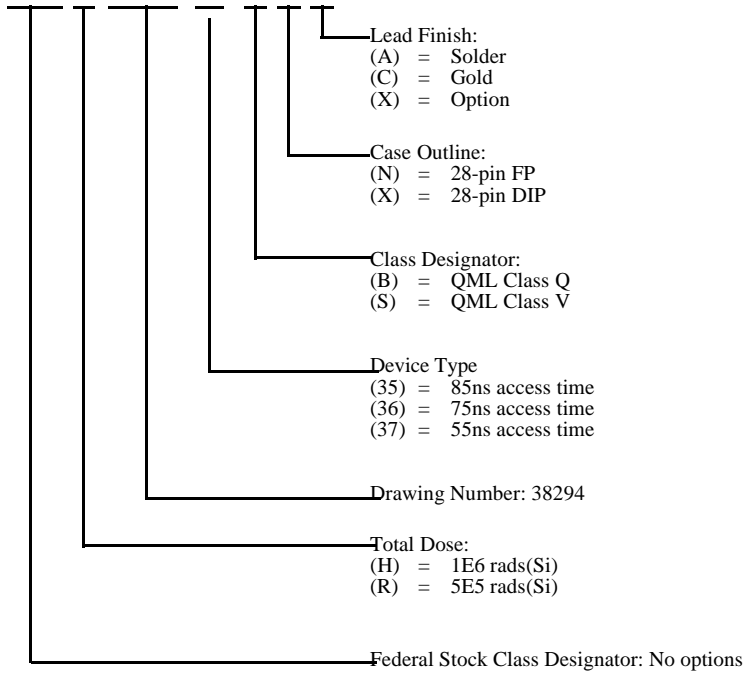 Lead Finish:
(A) = Solder
(C) = Gold
(X) = Option
Case Outline:
(N) = 28-pin FP
(X) = 28-pin DIP
Class Designator:
(B) = QML Class Q
(S) = QML Class V
Device Type
(35) = 85ns access time
(36) = 75ns access time
(37) = 55ns access time
Drawing Number: 38294
Total Dose:
(H) = 1E6 rads(Si)
(R) = 5E5 rads(Si)
Federal Stock Class Designator: No options